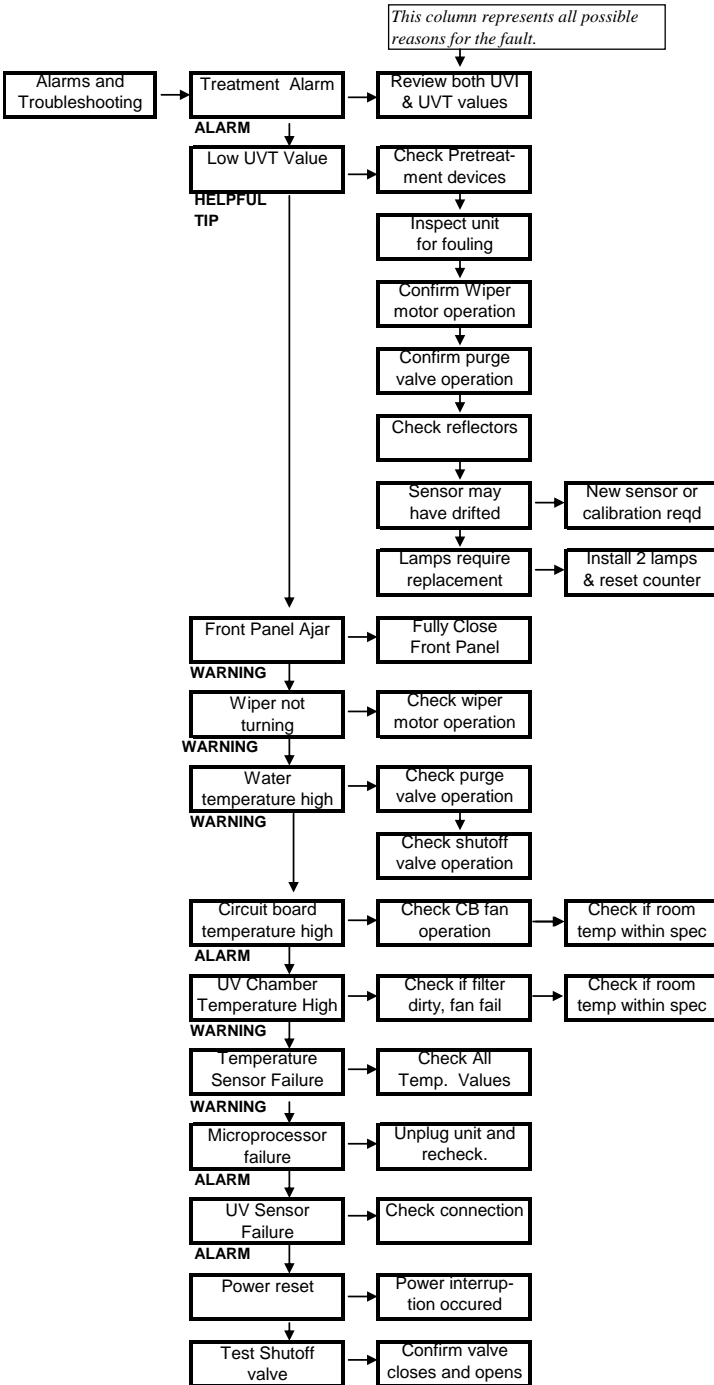 This column represents all possible
reasons for the fault.
Alarms and
Troubleshooting
Treatment Alarm
Review both UVI
& UVT values
ALARM
Low UVT Value
Check Pretreat-
ment devices
HELPFUL
TIP
Inspect unit
for fouling
Confirm Wiper
motor operation
Confirm purge
valve operation
Check reflectors
Sensor may
have drifted
New sensor or
calibration reqd
Lamps require
replacement
Install 2 lamps
& reset counter
Front Panel Ajar
Fully Close
Front Panel
WARNING
Wiper not
turning
Check wiper
motor operation
WARNING
Water
temperature high
Check purge
valve operation
WARNING
Check shutoff
valve operation
Circuit board
temperature high
Check CB fan
operation
Check if room
temp within spec
ALARM
UV Chamber
Temperature High
Check if filter
dirty, fan fail
Check if room
temp within spec
WARNING
Temperature
Sensor Failure
Check All
Temp. Values
WARNING
Microprocessor
failure
Unplug unit and
recheck.
ALARM
UV Sensor
Failure
Check connection
ALARM
Power reset
Power interrup-
tion occured
Test Shutoff
valve
Confirm valve
closes and opens